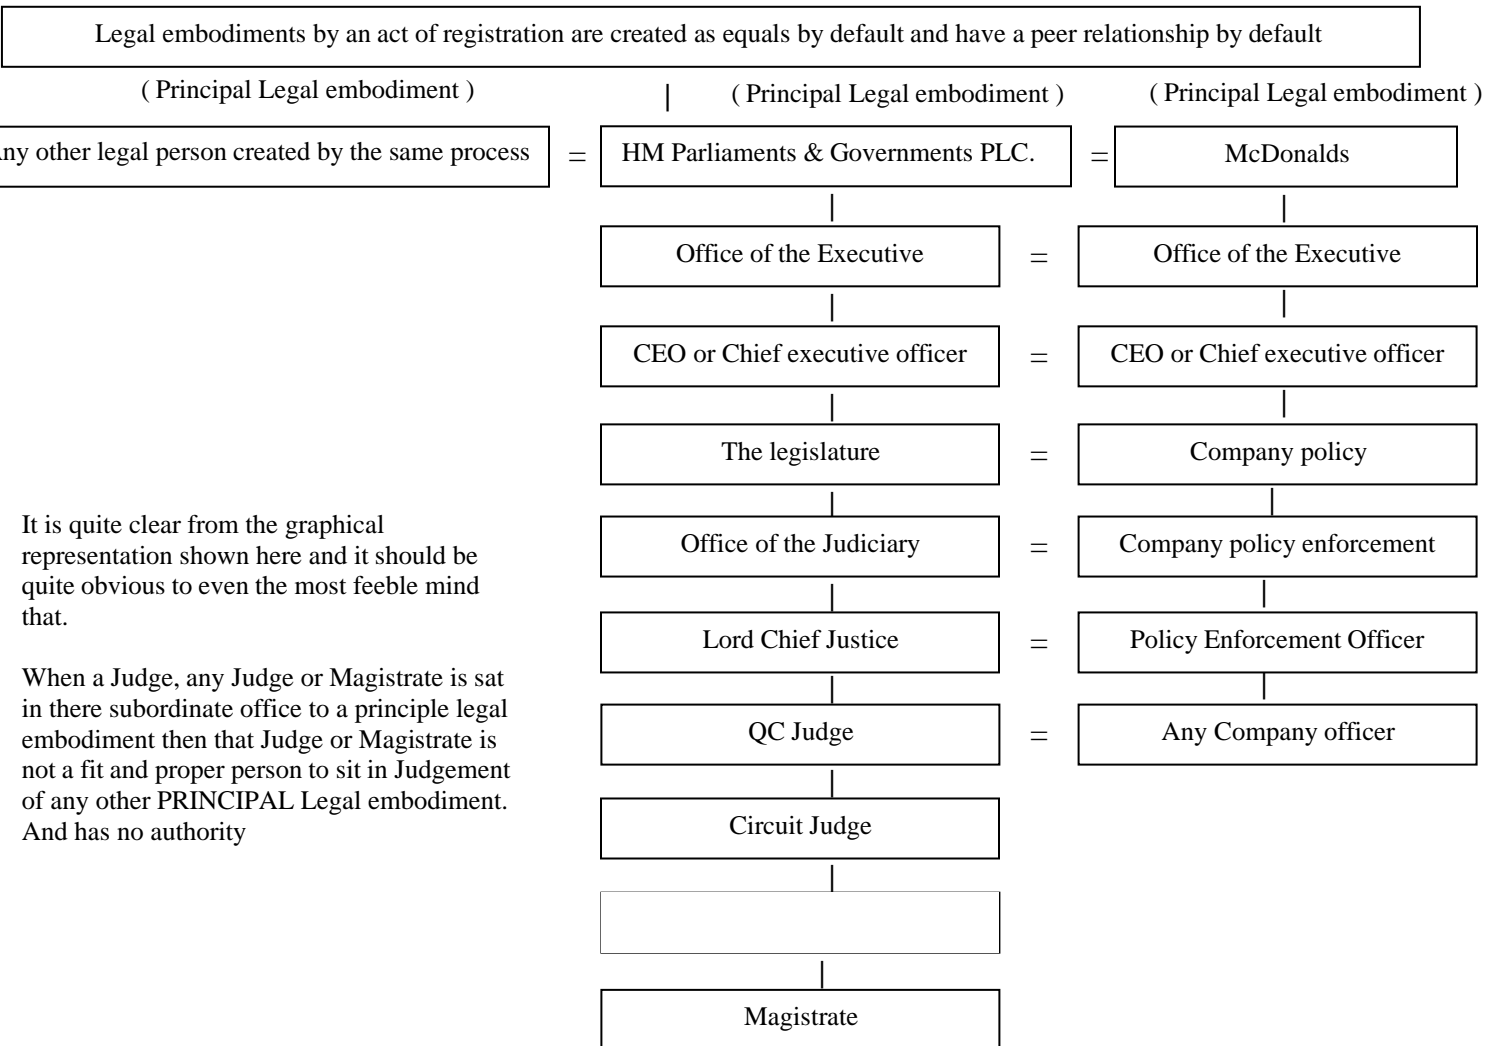 Legal embodiments by an act of registration are created as equals by default and have a peer relationship by default
( Principal Legal embodiment )
( Principal Legal embodiment )
( Principal Legal embodiment )
ny other legal person created by the same process
=
HM Parliaments & Governments PLC.
=
McDonalds
Office of the Executive
=
Office of the Executive
CEO or Chief executive officer
=
CEO or Chief executive officer
The legislature
=
Company policy
Office of the Judiciary
=
Company policy enforcement
Lord Chief Justice
=
Policy Enforcement Officer
QC Judge
=
Any Company officer
Circuit Judge
Magistrate
It is quite clear from the graphical
representation shown here and it should be
quite obvious to even the most feeble mind
that.
When a Judge, any Judge or Magistrate is sat
in there subordinate office to a principle legal
embodiment then that Judge or Magistrate is
not a fit and proper person to sit in Judgement
of any other PRINCIPAL Legal embodiment.
And has no authority